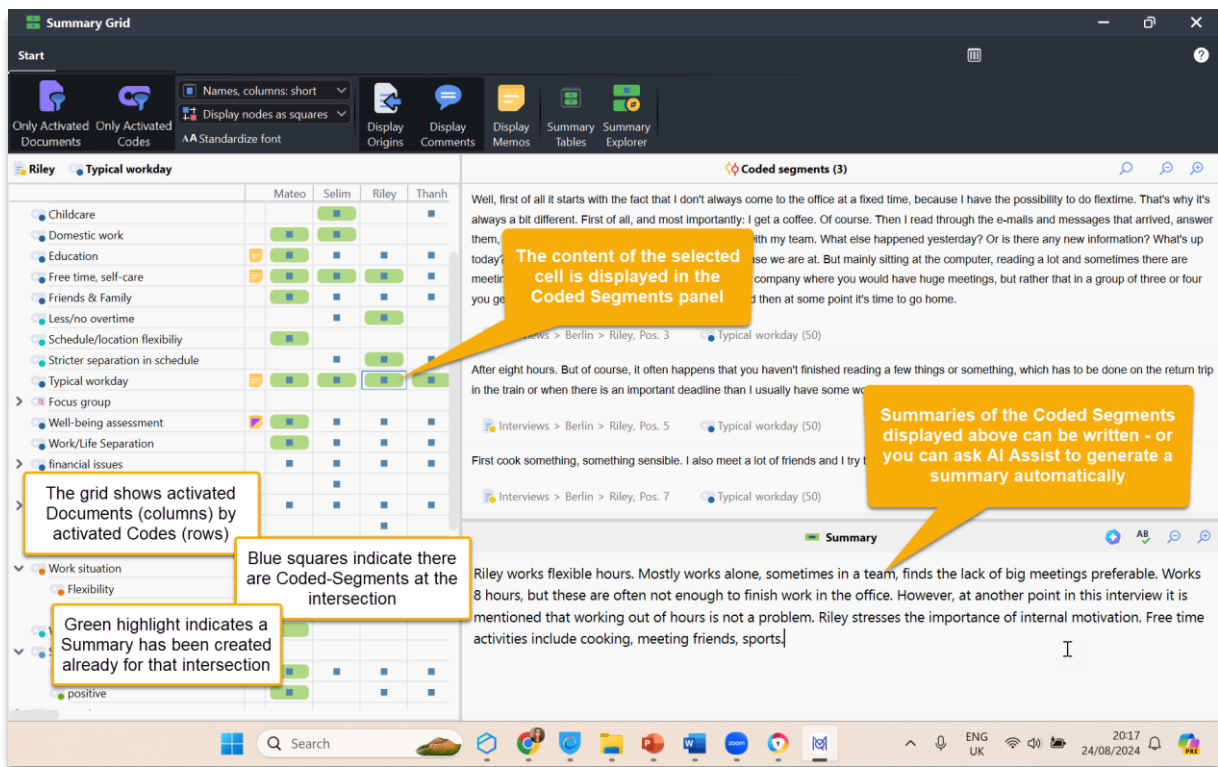 Summary Grid
Start
Only Activated Documents
Only Activated Codes
Names, columns: short
Display nodes as squares
AA Standardize font
Display Origins
Display Comments
Display Memos
Summary Tables
Summary Explorer
Riley Typical workday
Mateo Selim Riley Thanh
Childcare
Domestic work
Education
Free time, self-care
Friends & Family
Less/no overtime
Schedule/location flexibiliy
Stricter separation in schedule
Typical workday
Focus group
Well-being assessment
Work/Life Separation
financial issues
Work situation
Flexibility
positive
The grid shows activated
Documents (columns) by
activated Codes (rows)
Blue squares indicate there
are Coded-Segments at the
intersection
Green highlight indicates a
Summary has been created
already for that intersection
Coded segments (3)
Well, first of all it starts with the fact that I don't always come to the office at a fixed time, because I have the possibility to do flextime. That's why it's
always a bit different. First of all, and most importantly: I get a coffee. Of course. Then I read through the e-mails and messages that arrived, answer
them, with my team. What else happened yesterday? Or is there any new information? What's up
today? we are at. But mainly sitting at the computer, reading a lot and sometimes there are
company where you would have huge meetings, but rather that in a group of three or four
you then at some point it's time to go home.
The content of the selected
cell is displayed in the
Coded Segments panel
> Berlin > Riley, Pos. 3 Typical workday (50)
After eight hours. But of course, it often happens that you haven't finished reading a few things or something, which has to be done on the return trip
in the train or when there is an important deadline than I usually have some
Interviews > Berlin > Riley, Pos. 5 Typical workday (50)
First cook something, something sensible. I also meet a lot of friends and I try
Interviews > Berlin > Riley, Pos. 7 Typical workday (50)
Summaries of the Coded Segments
displayed above can be written - or
you can ask AI Assist to generate a
summary automatically
Summary
AB
Riley works flexible hours. Mostly works alone, sometimes in a team, finds the lack of big meetings preferable. Works
8 hours, but these are often not enough to finish work in the office. However, at another point in this interview it is
mentioned that working out of hours is not a problem. Riley stresses the importance of internal motivation. Free time
activities include cooking, meeting friends, sports.
Search
zoom
ENG
UK
20:17
24/08/2024
PRE